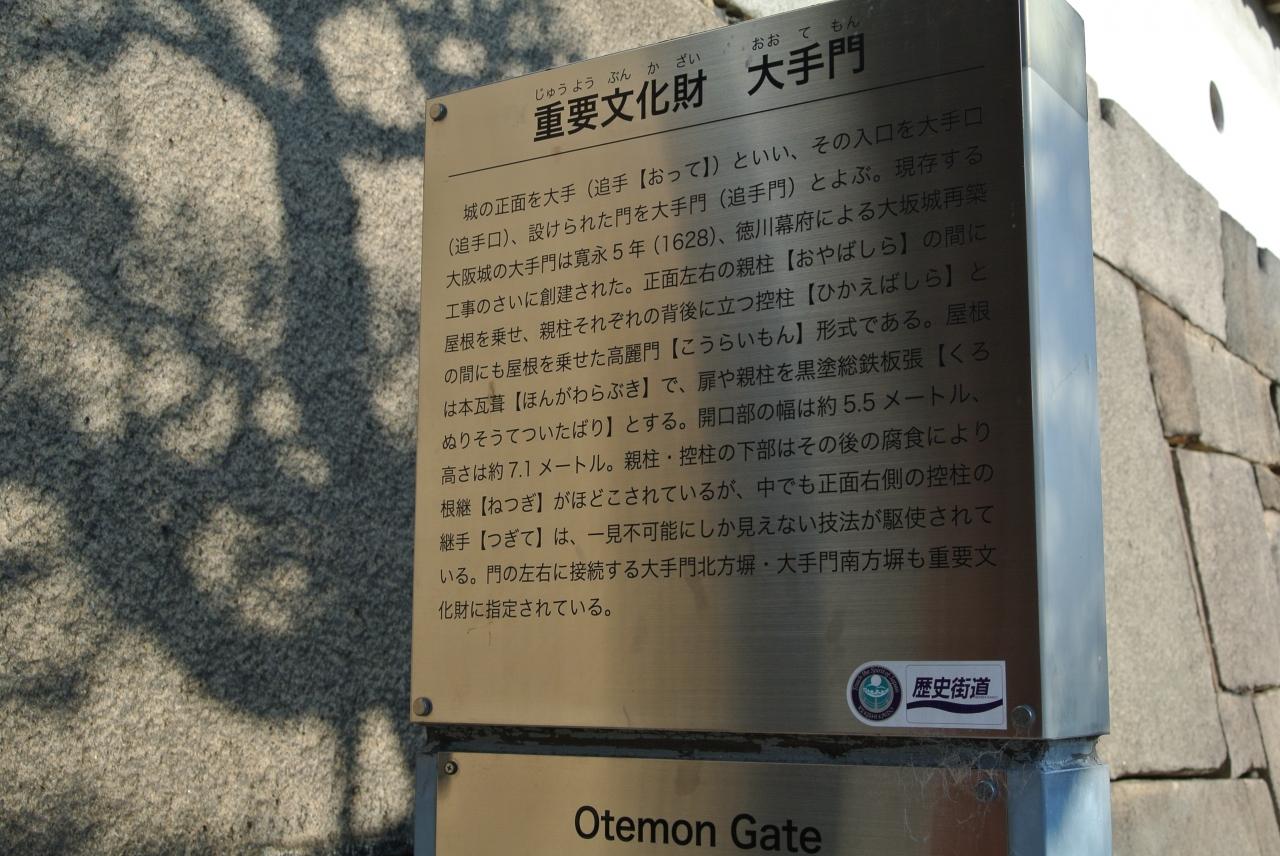 じゅうようぶんかざい　おおてもん
重要文化財　大手門
城の正面を大手（追手【おって】）といい、その入口を大手口
（追手口）、設けられた門を大手門（追手門）とよぶ。現存する
大阪城の大手門は寛永5年（1628）、徳川幕府による大坂城再築
工事のさいに創建された。正面左右の親柱【おやばしら】の間に
屋根を乗せ、親柱それぞれの背後に立つ控柱【ひかえばしら】と
の間にも屋根を乗せた高麗門【こうらいもん】形式である。屋根
は本瓦葺【ほんがわらぶき】で、扉や親柱を黒塗総鉄板張【くろ
ぬりそうてついたばり】とする。開口部の幅は約5.5メートル、
高さは約7.1メートル。親柱・控柱の下部はその後の腐食により
根継【ねつぎ】がほどこされているが、中でも正面右側の控柱の
継手【つぎて】は、一見不可能にしか見えない技法が駆使されて
いる。門の左右に接続する大手門北方塀・大手門南方塀も重要文
化財に指定されている。
歴史街道
Otemon Gate